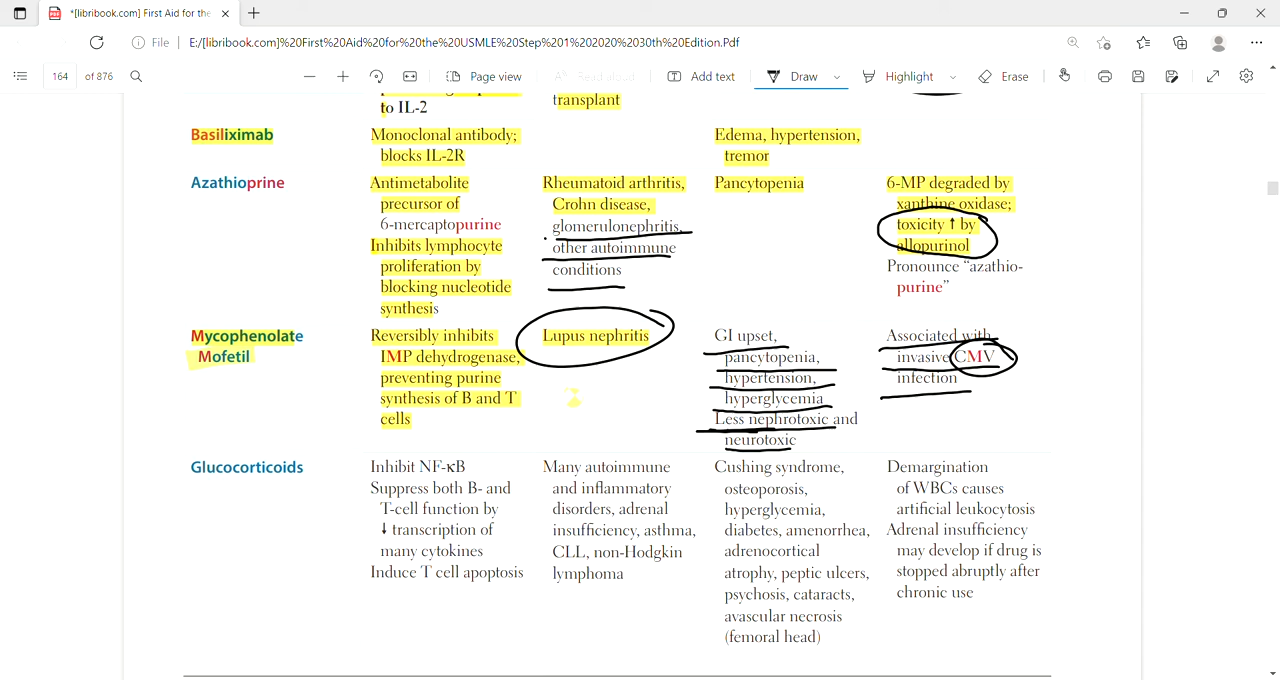 *[libribook.com] First Aid for the
File
E:/[libribook.com]%20First%20Aid%20for%20the%20USMLE%20Step%201%202020%2030th%20Edition.Pdf
164 of 876
Page view
Read aloud
Add text
Draw
Highlight
Erase
to IL-2
transplant
Basiliximab
Monoclonal antibody;
blocks IL-2R
Edema, hypertension,
tremor
Azathioprine
Antimetabolite
precursor of
6-mercaptopurine
Inhibits lymphocyte
proliferation by
blocking nucleotide
synthesis
Rheumatoid arthritis,
Crohn disease,
glomerulonephritis,
other autoimmune
conditions
Pancytopenia
6-MP degraded by
xanthine oxidase;
toxicity ↑ by
allopurinol
Pronounce “azathio-
purine”
Mycophenolate
Mofetil
Reversibly inhibits
IMP dehydrogenase,
preventing purine
synthesis of B and T
cells
Lupus nephritis
GI upset,
pancytopenia,
hypertension,
hyperglycemia
Less nephrotoxic and
neurotoxic
Associated with
invasive CMV
infection
Glucocorticoids
Inhibit NF-κB
Suppress both B- and
T-cell function by
↓ transcription of
many cytokines
Induce T cell apoptosis
Many autoimmune
and inflammatory
disorders, adrenal
insufficiency, asthma,
CLL, non-Hodgkin
lymphoma
Cushing syndrome,
osteoporosis,
hyperglycemia,
diabetes, amenorrhea,
adrenocortical
atrophy, peptic ulcers,
psychosis, cataracts,
avascular necrosis
(femoral head)
Demargination
of WBCs causes
artificial leukocytosis
Adrenal insufficiency
may develop if drug is
stopped abruptly after
chronic use